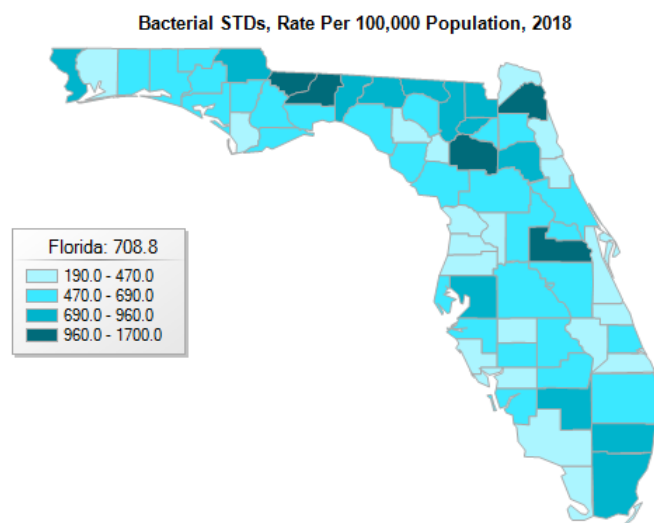 Bacterial STDs, Rate Per 100,000 Population, 2018
Florida: 708.8
190.0 - 470.0
470.0 - 690.0
690.0 - 960.0
960.0 - 1700.0